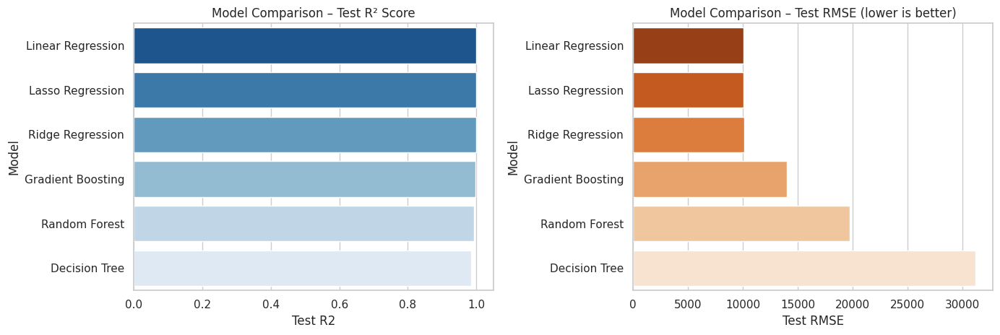 Model Comparison – Test R² Score
Model
Linear Regression
Lasso Regression
Ridge Regression
Gradient Boosting
Random Forest
Decision Tree
0.0 0.2 0.4 0.6 0.8 1.0
Test R2
Model Comparison – Test RMSE (lower is better)
Model
Linear Regression
Lasso Regression
Ridge Regression
Gradient Boosting
Random Forest
Decision Tree
0 5000 10000 15000 20000 25000 30000
Test RMSE